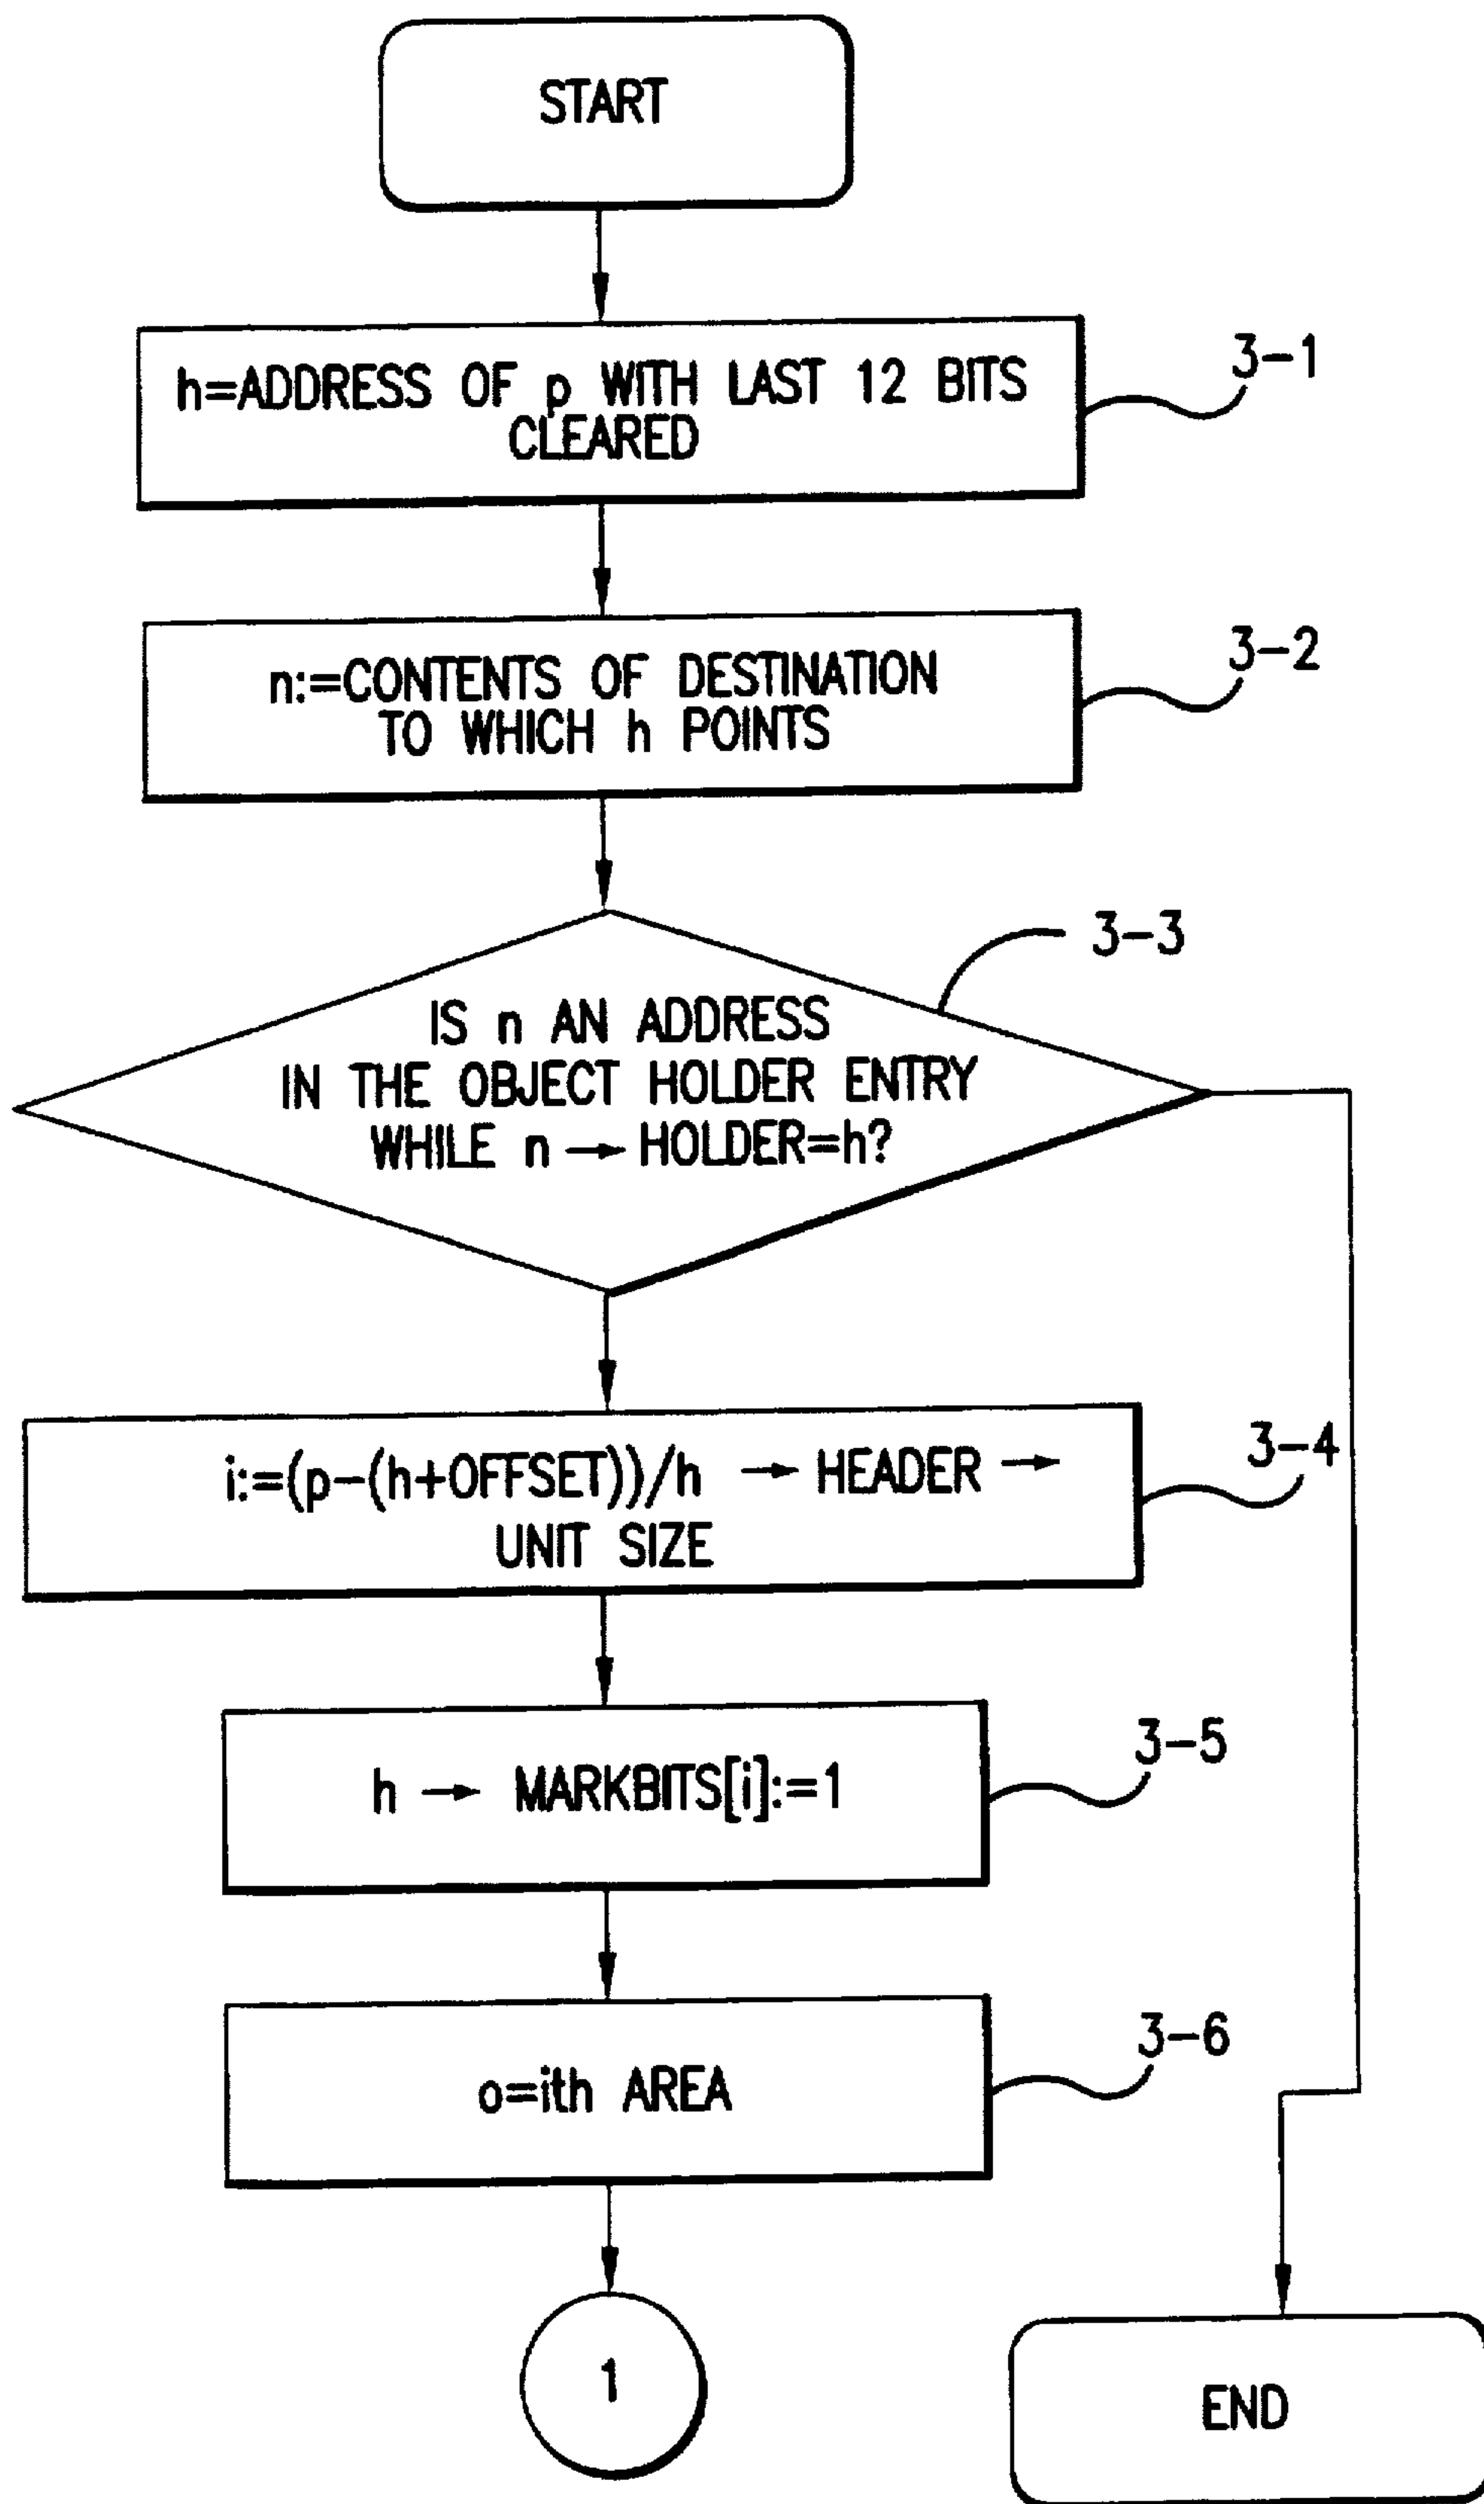 START
h=ADDRESS OF p WITH LAST 12 BITS
CLEARED
3-1
n:=CONTENTS OF DESTINATION
TO WHICH h POINTS
3-2
3-3
IS n AN ADDRESS
IN THE OBJECT HOLDER ENTRY
WHILE n → HOLDER=h?
i:=(p-(h+OFFSET))/h → HEADER →
UNIT SIZE
3-4
h → MARKBITS[i]:=1
3-5
o=ith AREA
3-6
1
END